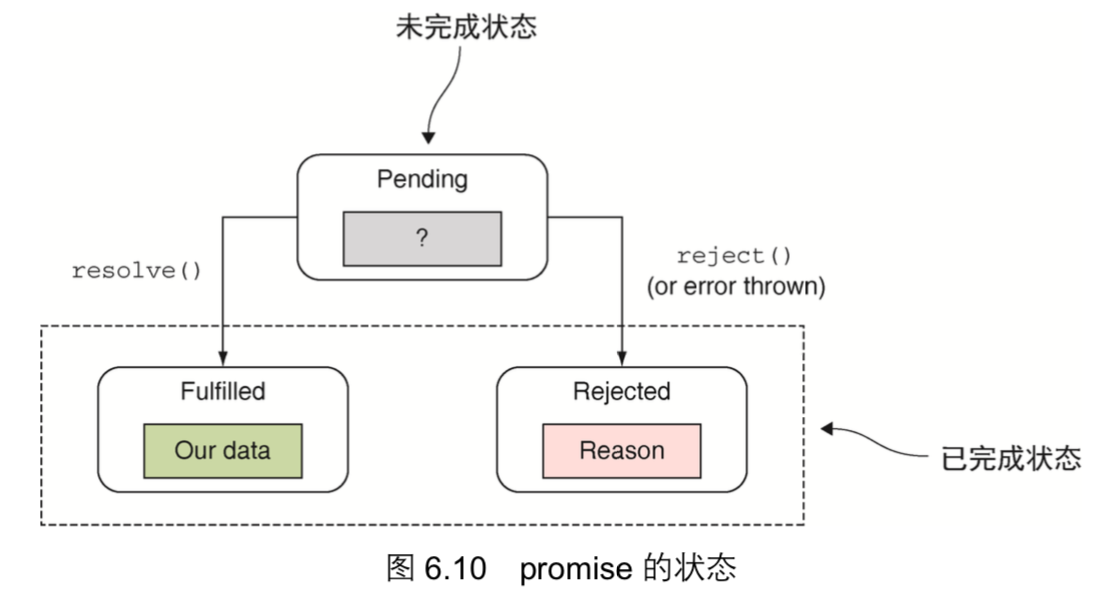 未完成状态
Pending
?
resolve()
reject()
(or error thrown)
Fulfilled
Rejected
Our data
Reason
已完成状态
图 6.10 promise 的状态